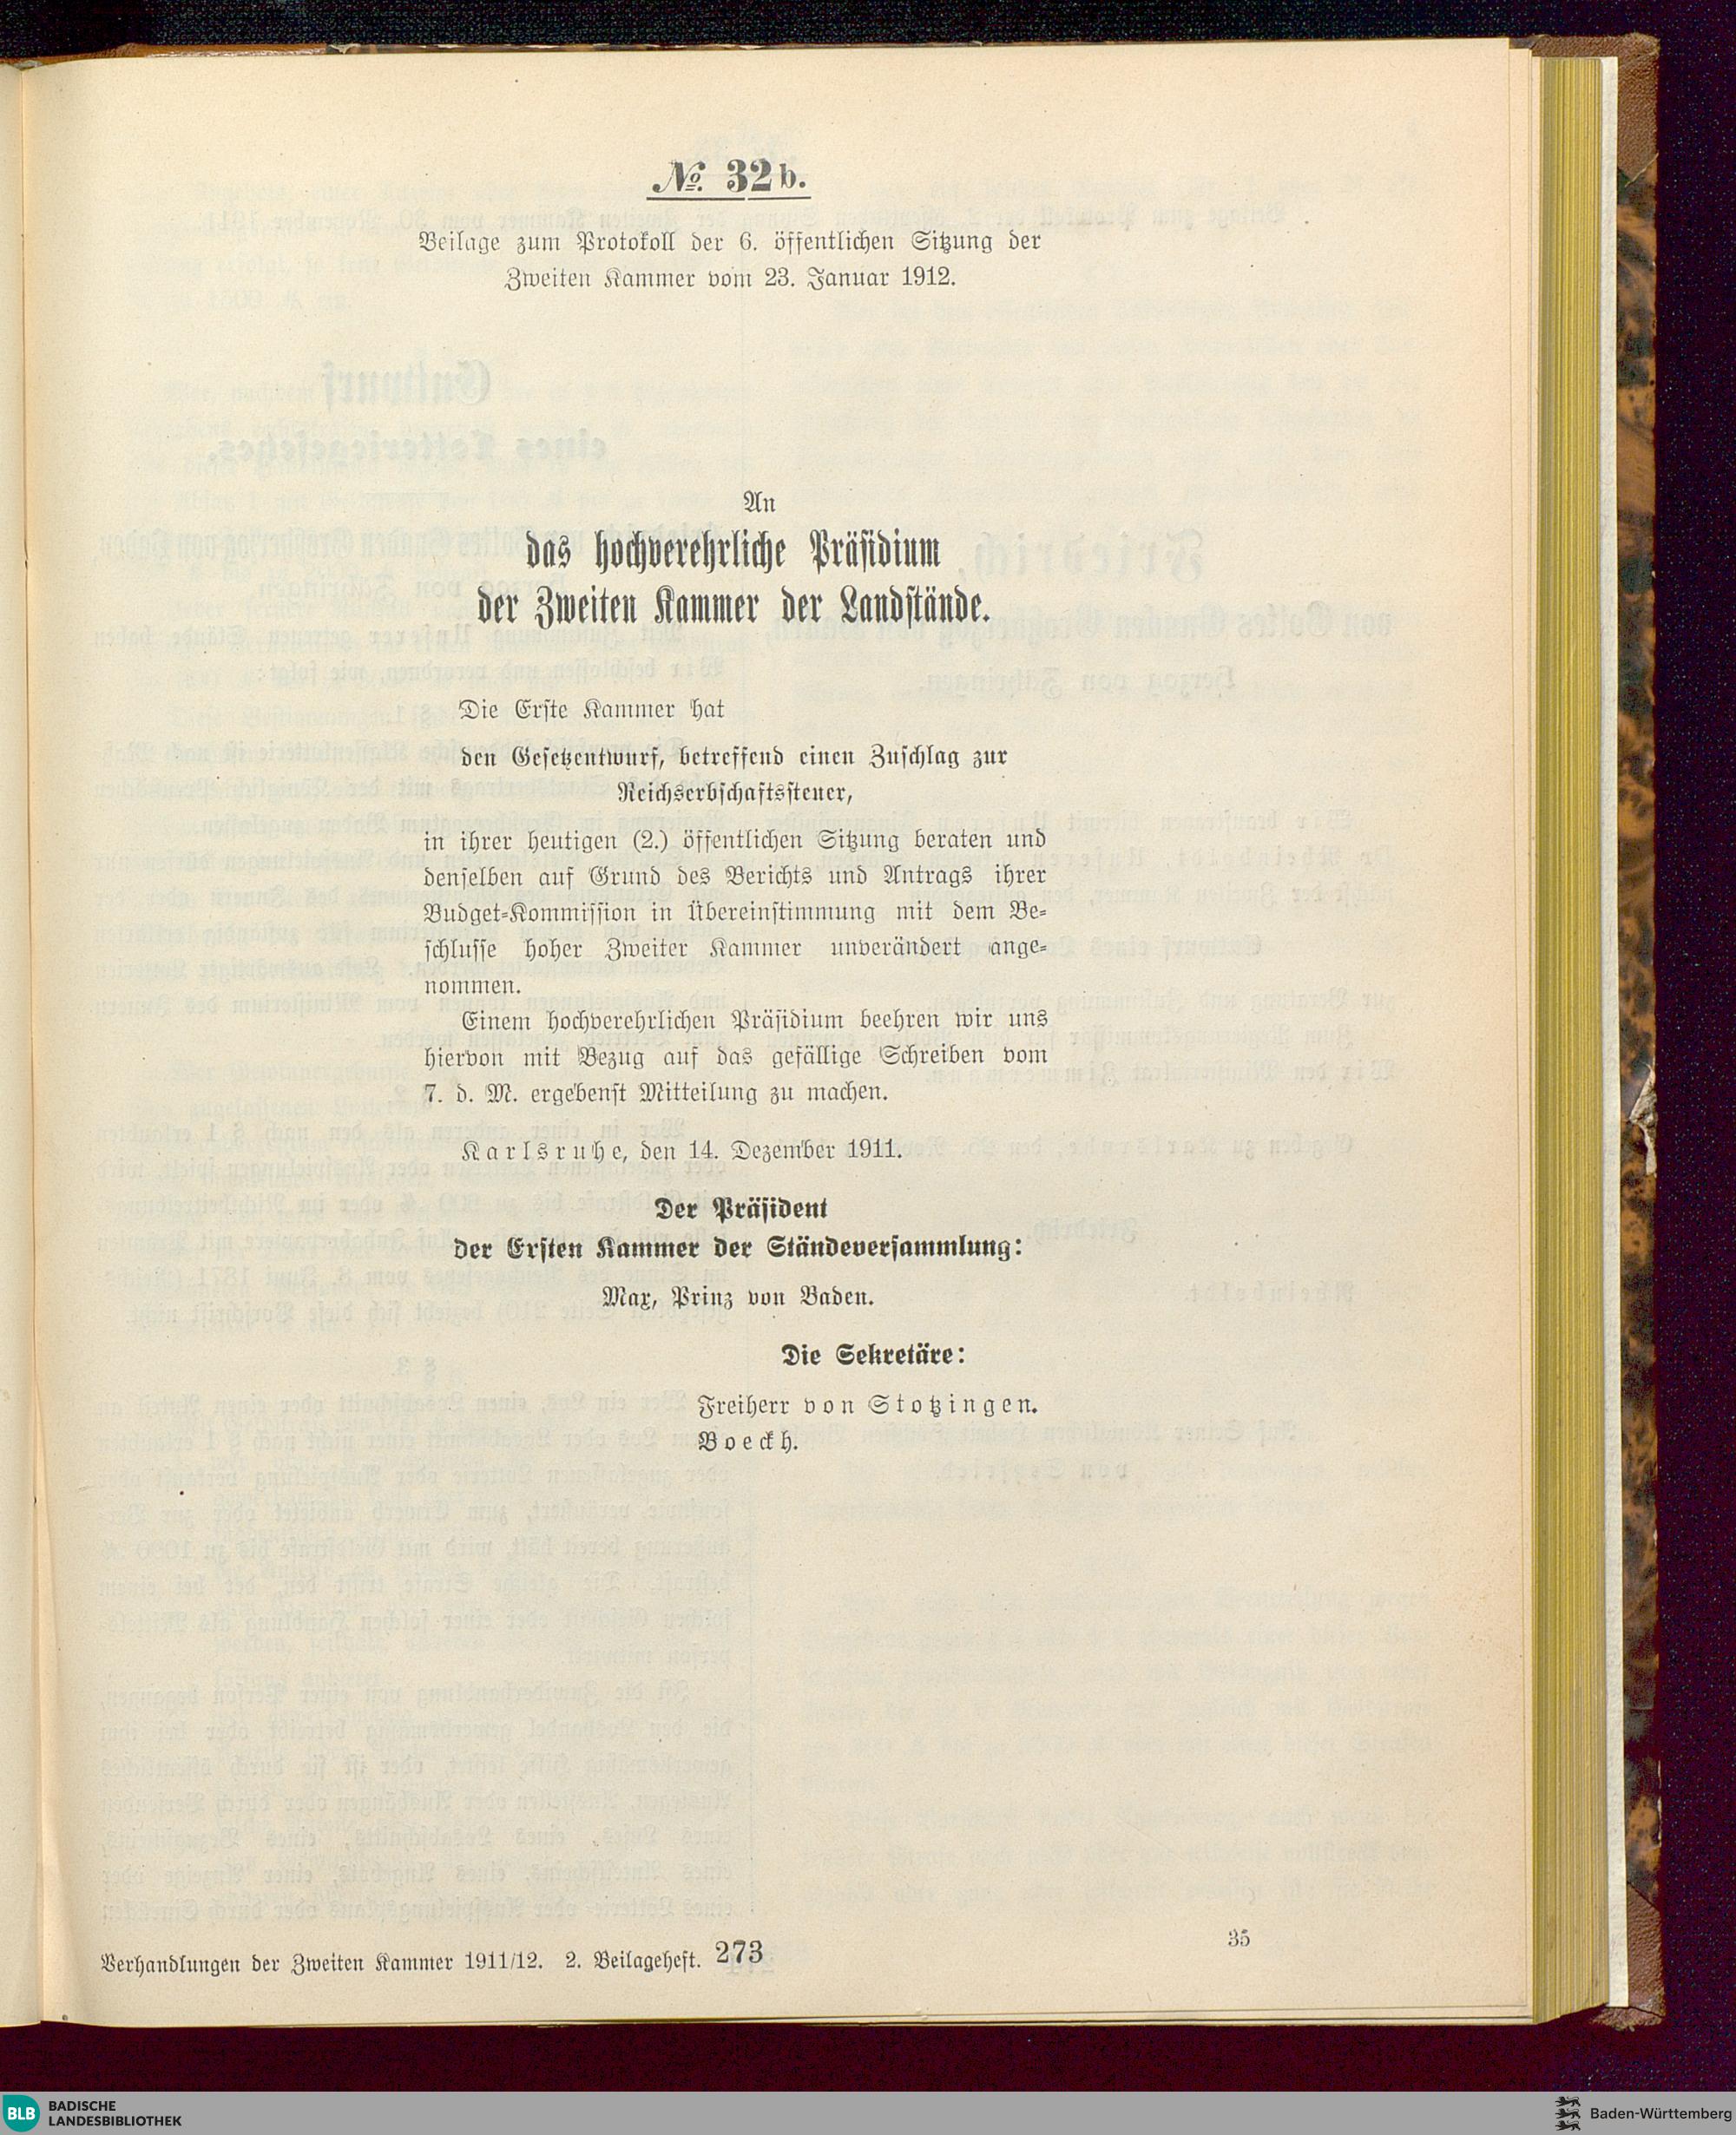 №. 32 b.
Beilage zum Protokoll der 6. öffentlichen Sitzung der
Zweiten Kammer vom 23. Januar 1912.
An
das hochverehrliche Präsidium
der Zweiten Kammer der Landstände.
Die Erste Kammer hat
den Gesetzentwurf, betreffend einen Zuschlag zur
Reichserbschaftssteuer,
in ihrer heutigen (2.) öffentlichen Sitzung beraten und
denselben auf Grund des Berichts und Antrags ihrer
Budget-Kommission in Übereinstimmung mit dem Be-
schlusse hoher Zweiter Kammer unverändert ange-
nommen.
Einem hochverehrlichen Präsidium beehren wir uns
hiervon mit Bezug auf das gefällige Schreiben vom
7. d. M. ergebenst Mitteilung zu machen.
Karlsruhe, den 14. Dezember 1911.
Der Präsident
der Ersten Kammer der Ständeversammlung:
Max, Prinz von Baden.
Die Sekretäre:
Freiherr von Stotzingen.
Boeckh.
35
Verhandlungen der Zweiten Kammer 1911/12. 2. Beilageheft. 273
BLB BADISCHE
LANDESBIBLIOTHEK
Baden-Württemberg